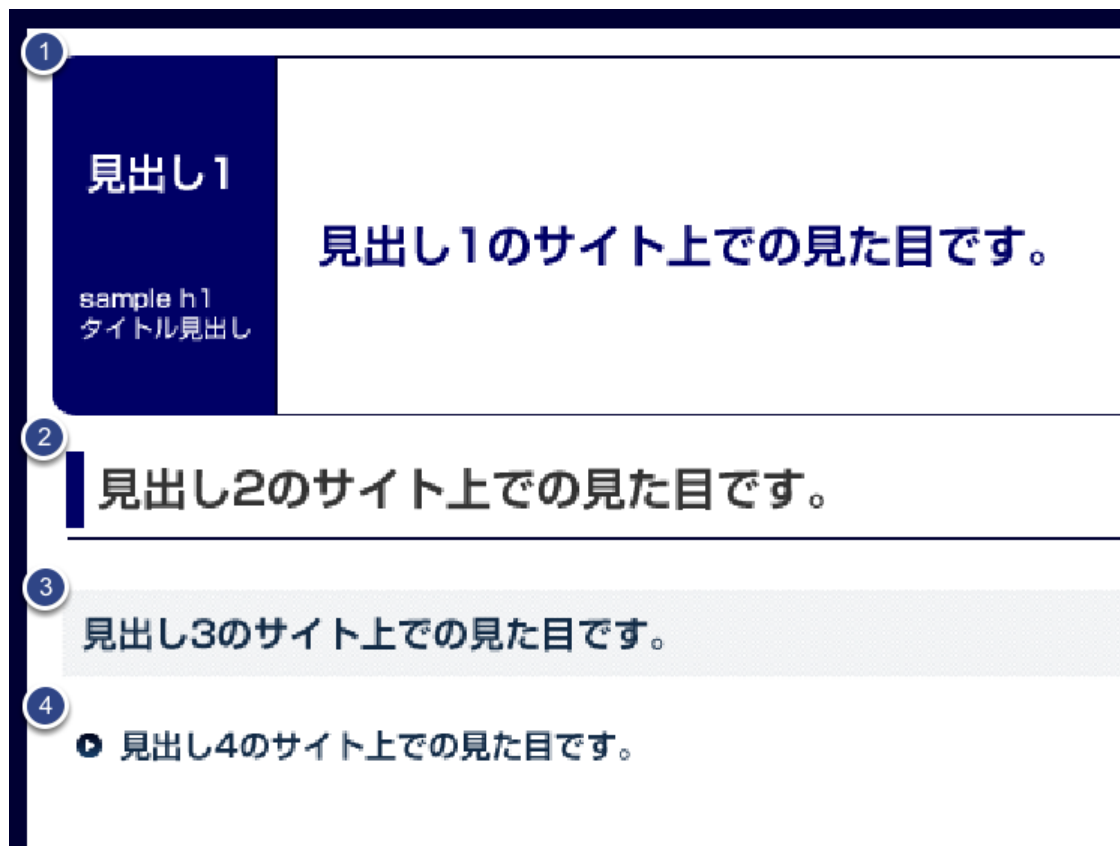 1
見出し1
見出し1のサイト上での見た目です。
sample h1
タイトル見出し
2
見出し2のサイト上での見た目です。
3
見出し3のサイト上での見た目です。
4
見出し4のサイト上での見た目です。